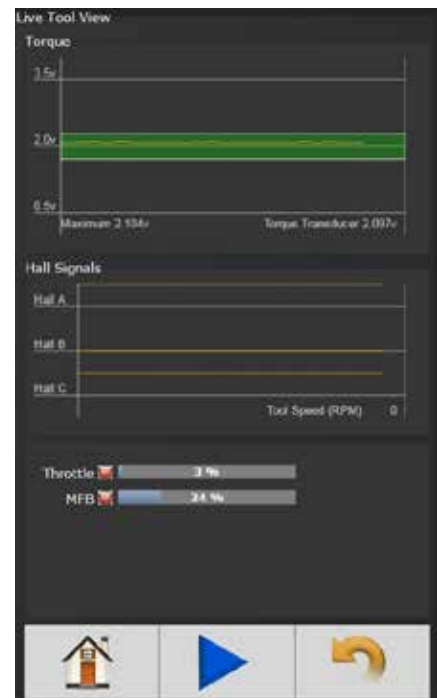 Live Tool View
Torque
3.5v
2.0v
0.5v
Maximum 2.104v Torque Transducer 2.097v
Hall Signals
Hall A
Hall B
Hall C
Tool Speed (RPM) 0
Throttle 3 %
MFB 24 %